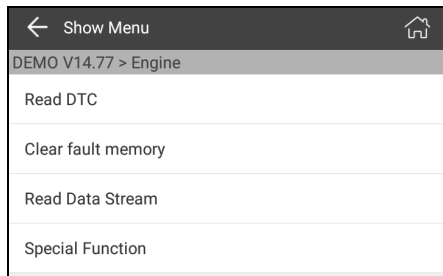 Show Menu
DEMO V14.77 > Engine
Read DTC
Clear fault memory
Read Data Stream
Special Function